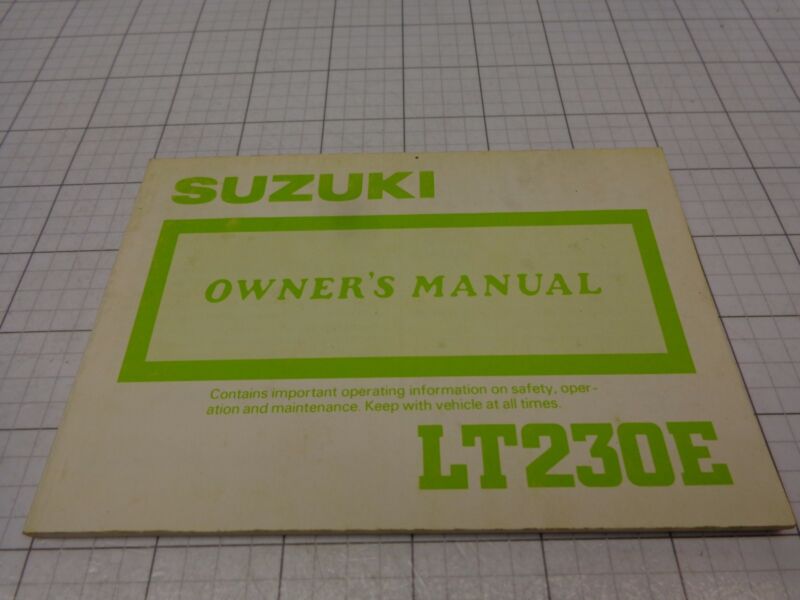 SUZUKI
OWNER'S MANUAL
Contains important operating information on safety, oper-
ation and maintenance. Keep with vehicle at all times.
LT230E